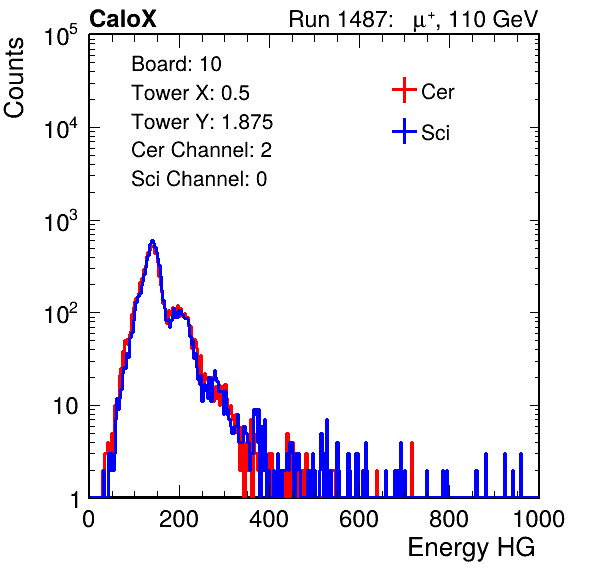 CaloX Run 1487: μ⁺, 110 GeV
Board: 10
Tower X: 0.5
Tower Y: 1.875
Cer Channel: 2
Sci Channel: 0
Cer
Sci
Counts
10⁵
10⁴
10³
10²
10
1
0 200 400 600 800 1000
Energy HG